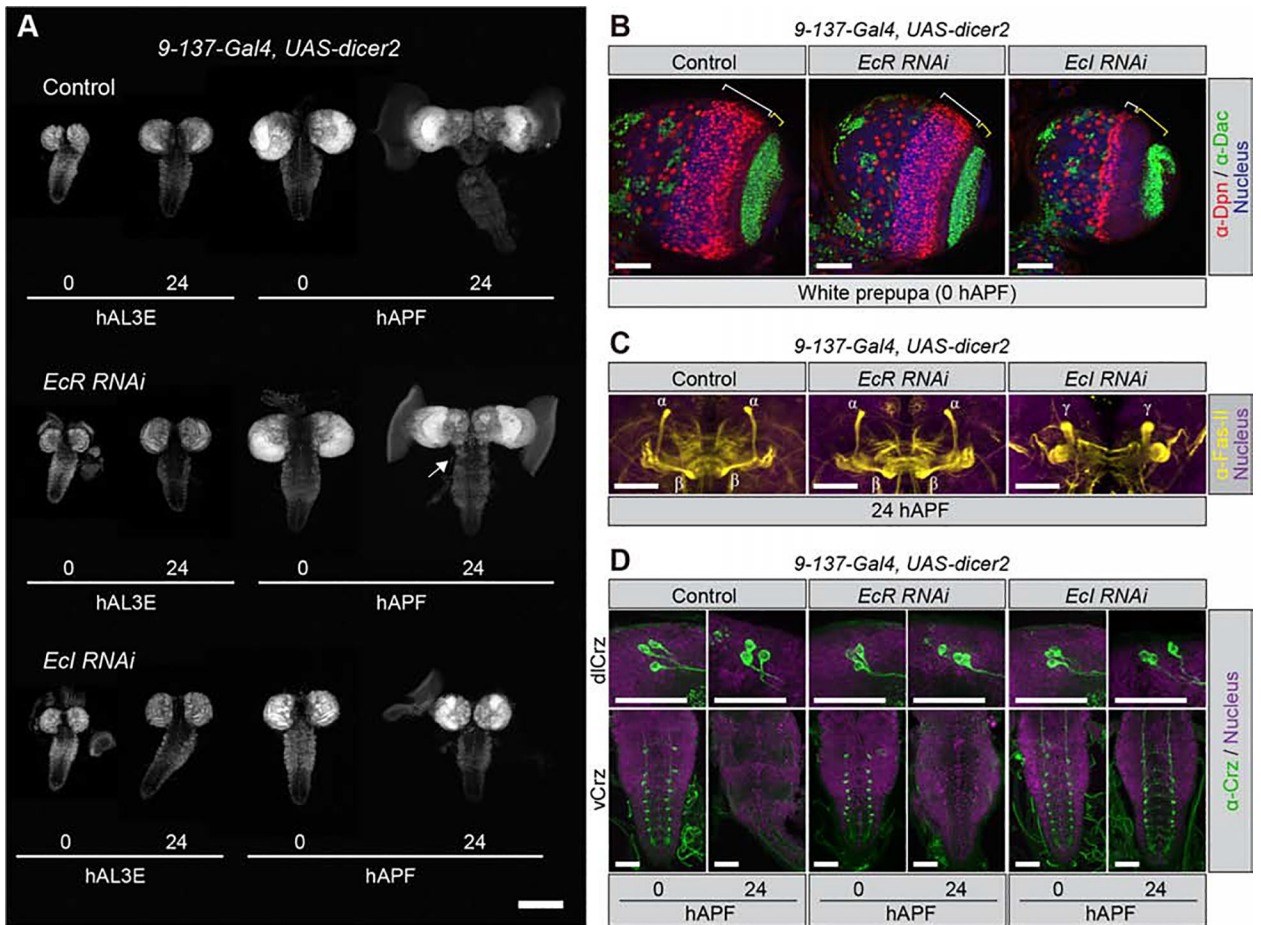 A
9-137-Gal4, UAS-dicer2
Control
0 24 0 24
hAL3E hAPF
EcR RNAi
0 24 0 24
hAL3E hAPF
EcI RNAi
0 24 0 24
hAL3E hAPF
B
9-137-Gal4, UAS-dicer2
Control EcR RNAi EcI RNAi
α-Dpn / α-Dac
Nucleus
White prepupa (0 hAPF)
C
9-137-Gal4, UAS-dicer2
Control EcR RNAi EcI RNAi
α α α α γ γ
β β β β
α-Fas-II
Nucleus
24 hAPF
D
9-137-Gal4, UAS-dicer2
Control EcR RNAi EcI RNAi
dlCrz
vCrz
α-Crz / Nucleus
0 24 0 24 0 24
hAPF hAPF hAPF